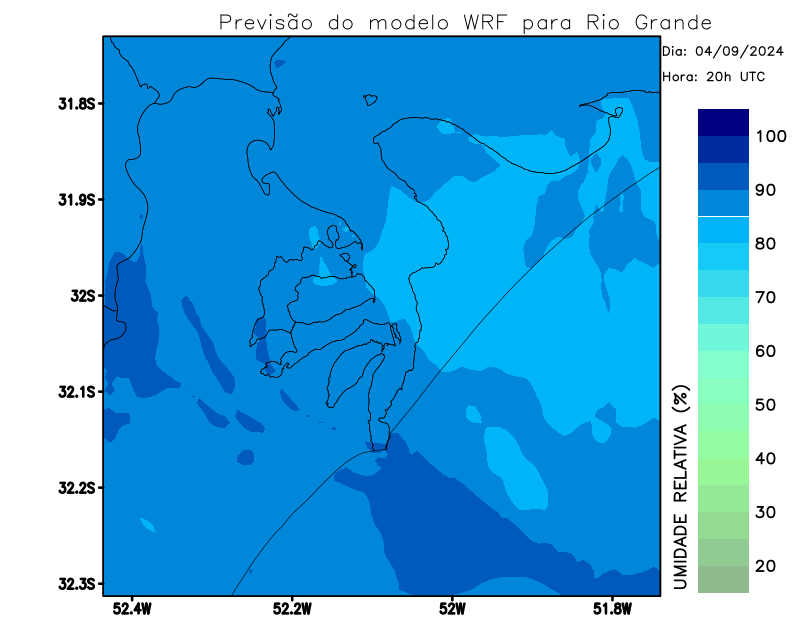 Previsão do modelo WRF para Rio Grande
Dia: 04/09/2024
Hora: 20h UTC
31.8S
31.9S
32S
32.1S
32.2S
32.3S
52.4W
52.2W
52W
51.8W
100
90
80
70
60
50
40
30
20
UMIDADE RELATIVA (%)